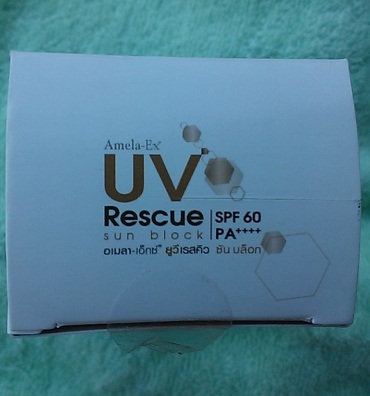 Amela-Ex®
UV
Rescue SPF 60
sun block PA++++
อเมลา-เอ็กซ์ ยูวีเรสคิว ซัน บล็อก